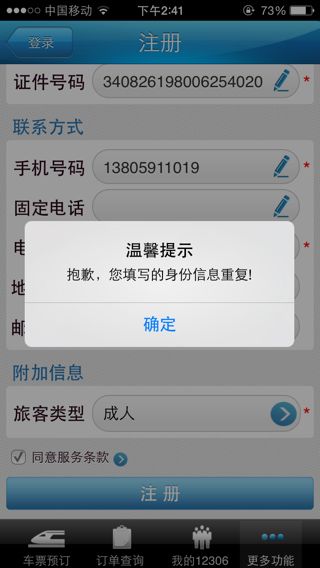 中国移动 下午2:41 73%
登录 注册
证件号码 340826198006254020 *
联系方式
手机号码 13805911019 *
固定电话
电
地
邮
温馨提示
抱歉，您填写的身份信息重复!
确定
附加信息
旅客类型 成人 *
同意服务条款
注 册
车票预订 订单查询 我的12306 更多功能